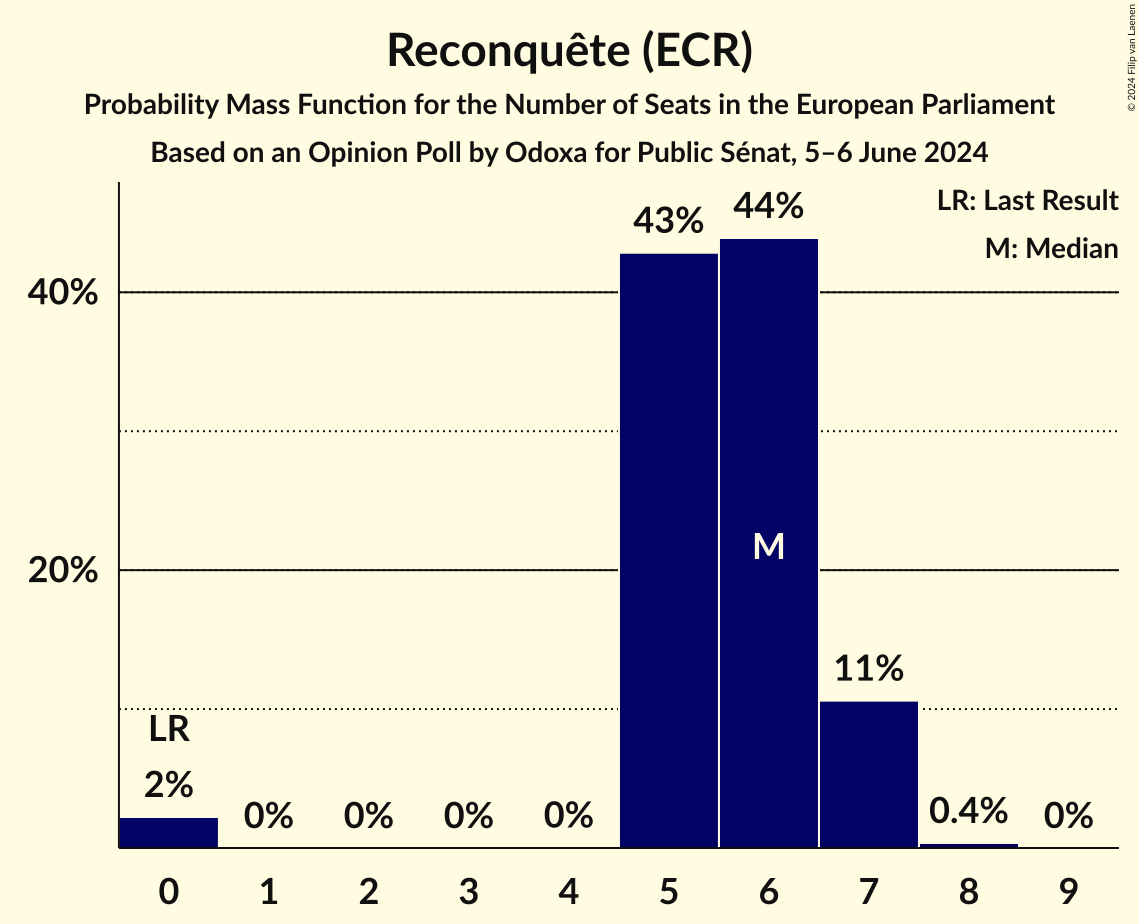 Reconquête (ECR)
Probability Mass Function for the Number of Seats in the European Parliament
Based on an Opinion Poll by Odoxa for Public Sénat, 5–6 June 2024
© 2024 Filip van Laenen
LR: Last Result
M: Median
43%
44%
40%
M
20%
11%
LR
2%
0%
0%
0%
0%
0.4%
0%
0
1
2
3
4
5
6
7
8
9